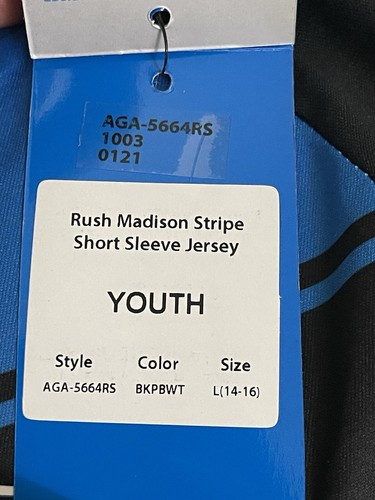 AGA-5664RS
1003
0121
Rush Madison Stripe
Short Sleeve Jersey
YOUTH
Style Color Size
AGA-5664RS BKPBWT L(14-16)